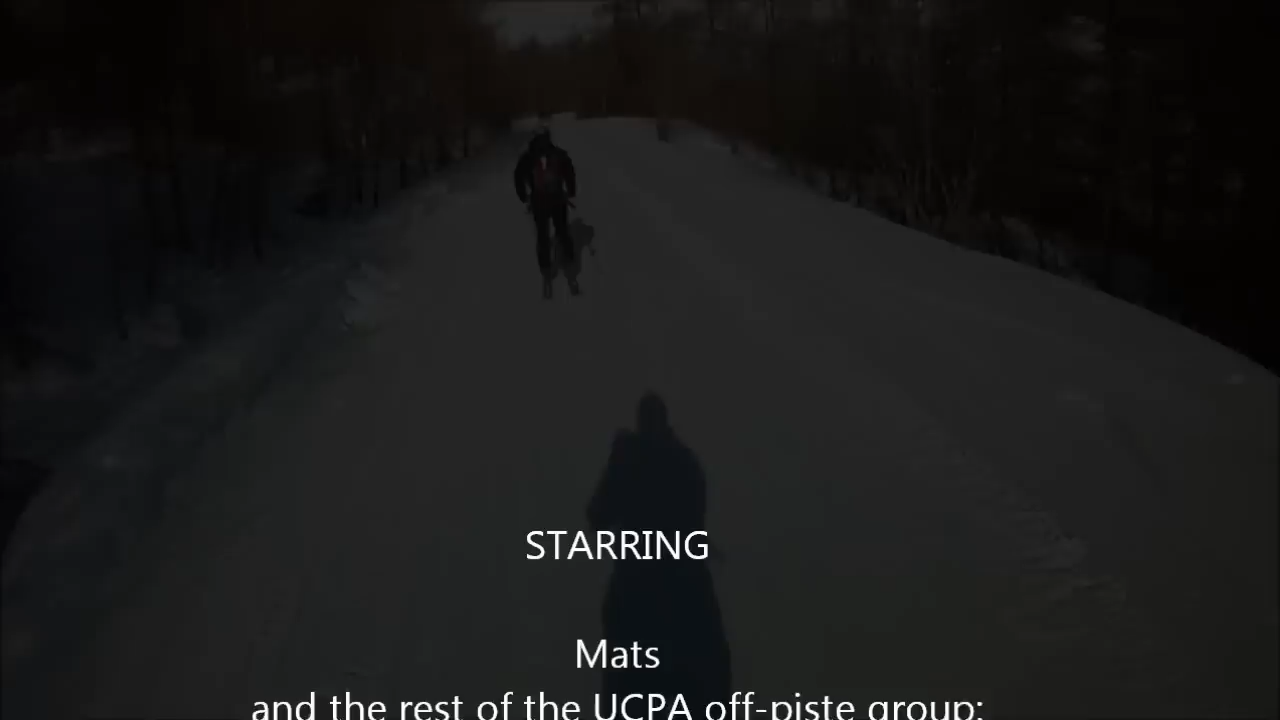 STARRING
Mats
and the rest of the UCPA off-piste group: